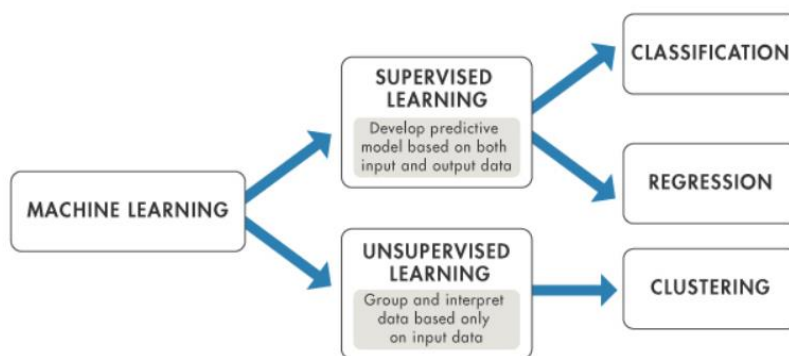 MACHINE LEARNING
SUPERVISED
LEARNING
Develop predictive
model based on both
input and output data
CLASSIFICATION
REGRESSION
UNSUPERVISED
LEARNING
Group and interpret
data based only
on input data
CLUSTERING